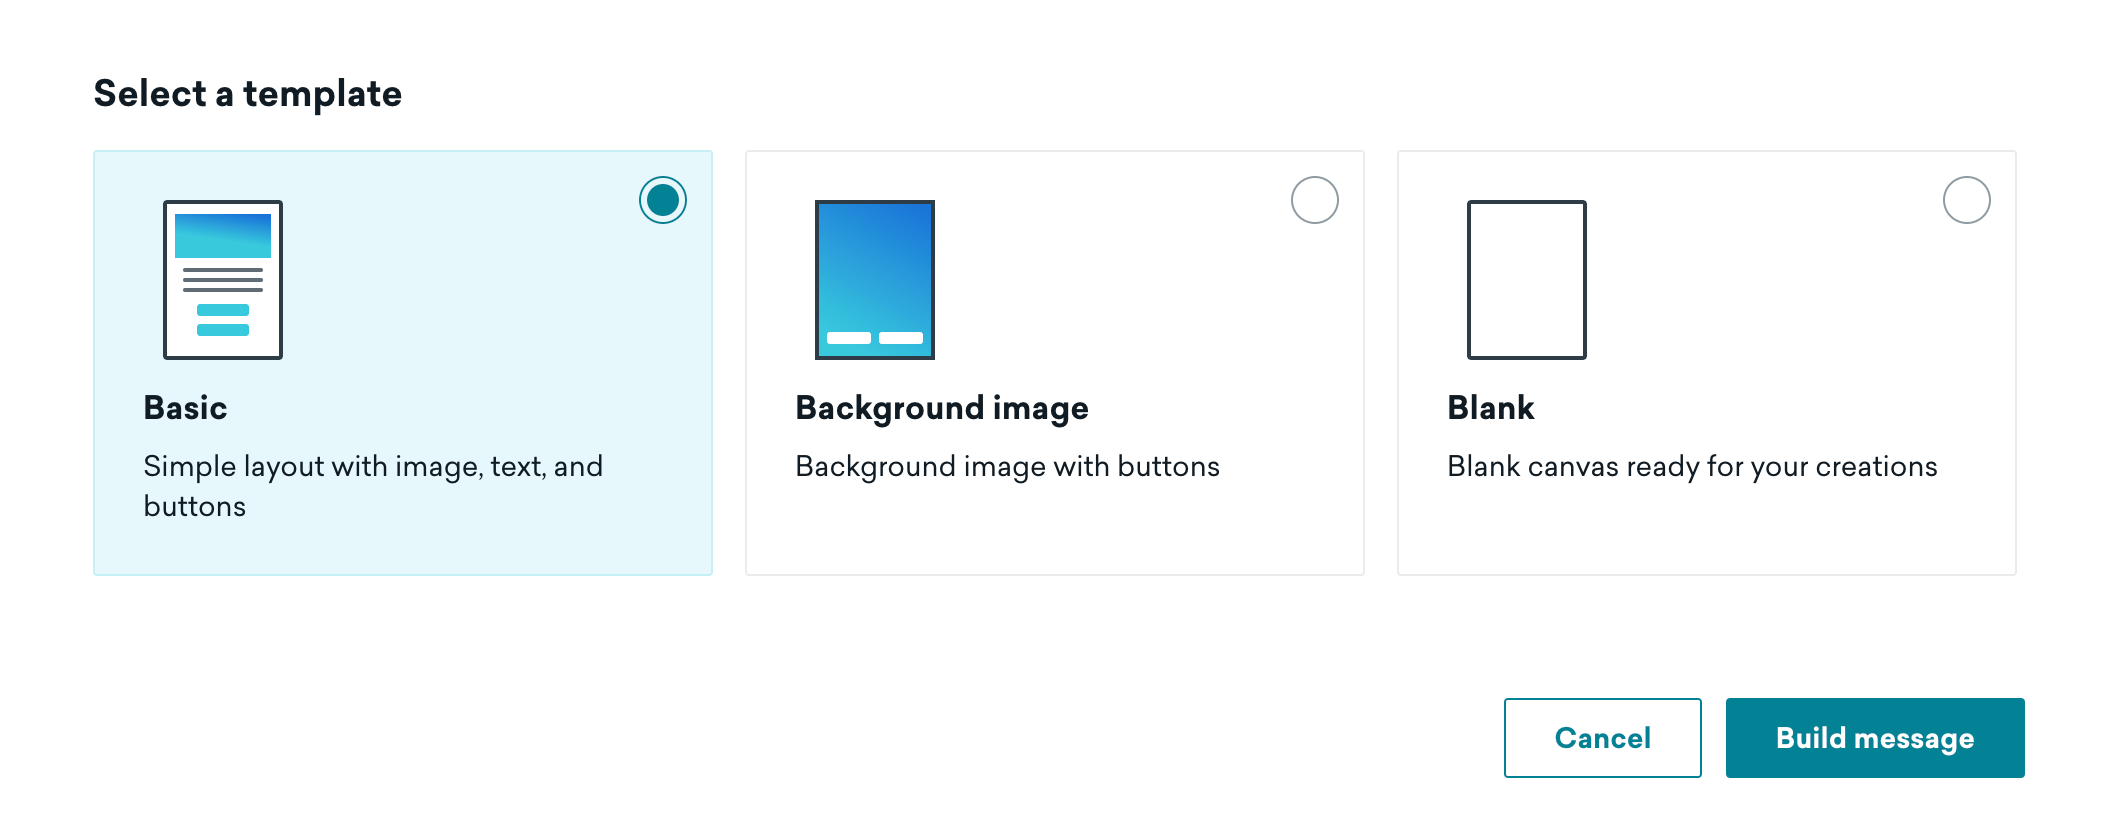 Select a template
Basic
Simple layout with image, text, and
buttons
Background image
Background image with buttons
Blank
Blank canvas ready for your creations
Cancel
Build message